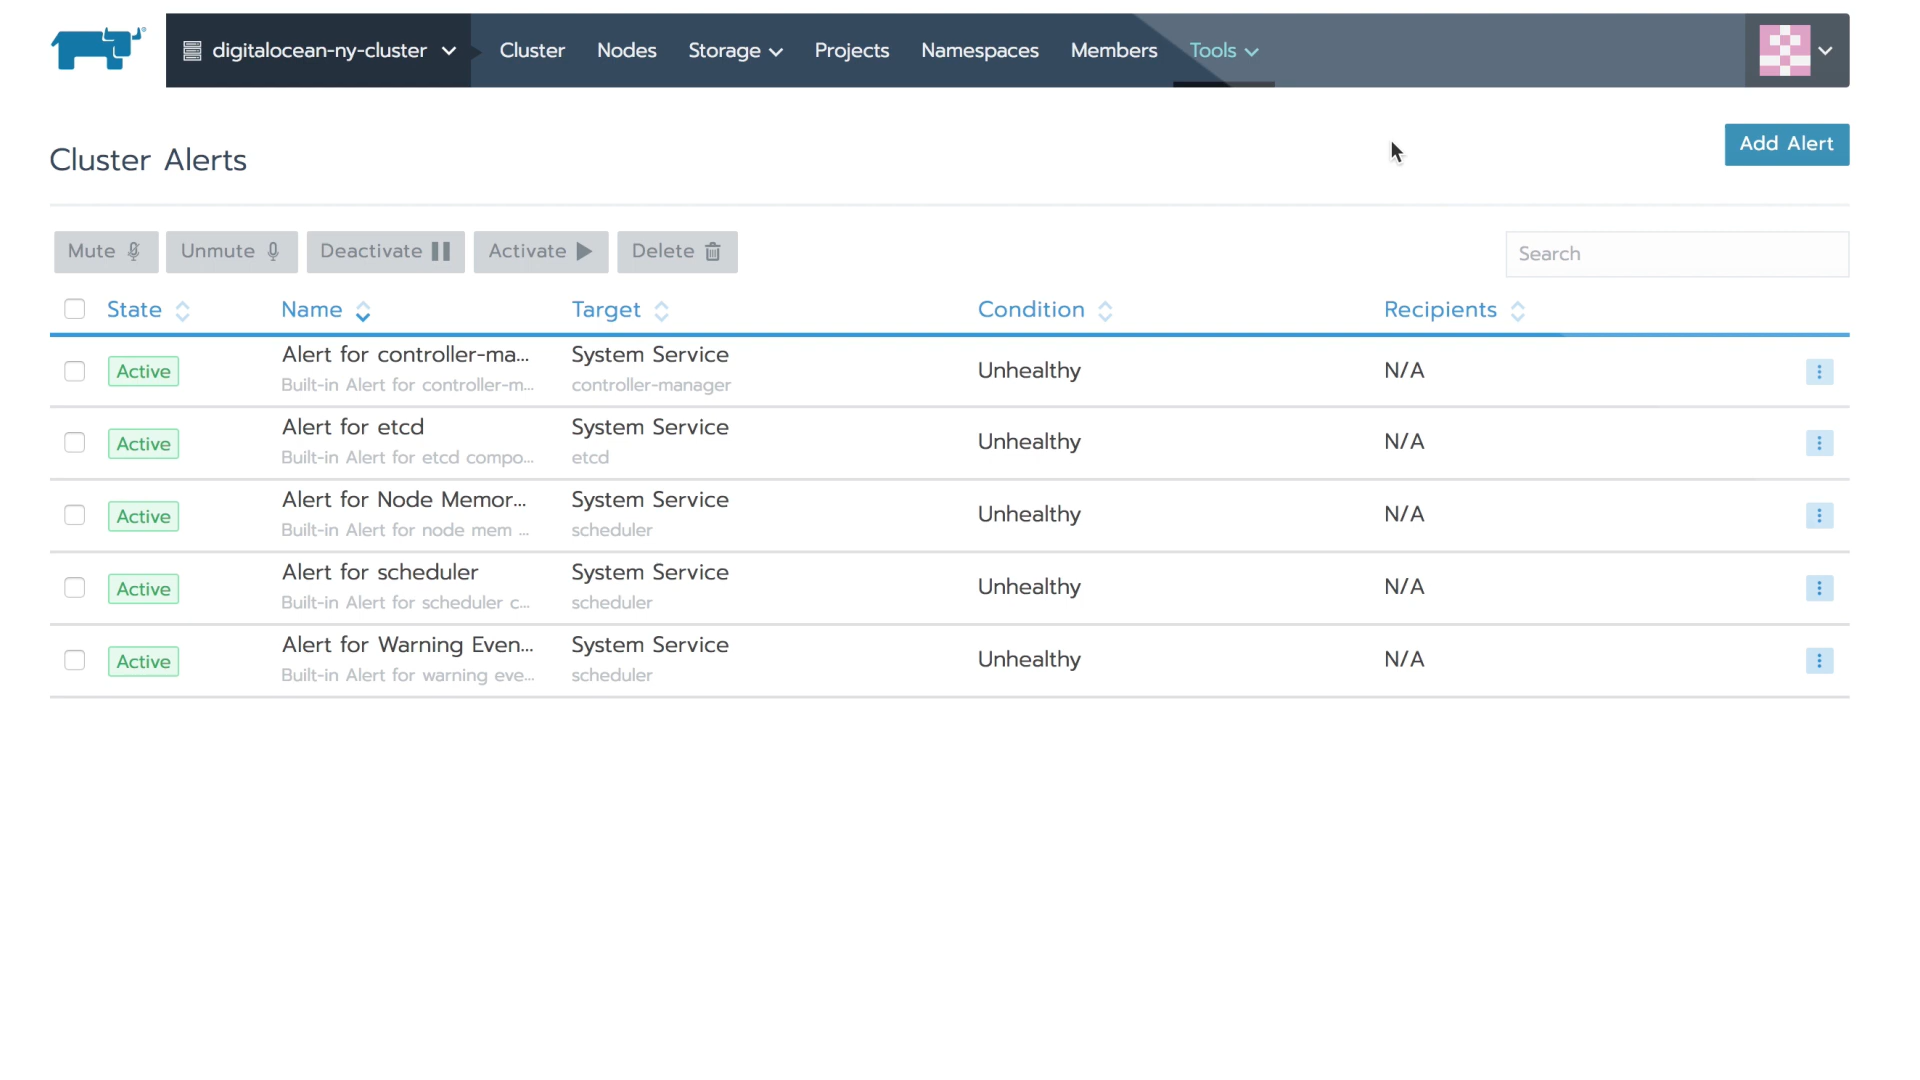 digitalocean-ny-cluster Cluster Nodes Storage Projects Namespaces Members Tools
Cluster Alerts
Add Alert
Mute Unmute Deactivate Activate Delete
Search
State Name Target Condition Recipients
Active Alert for controller-ma... System Service Unhealthy N/A
Built-in Alert for controller-m... controller-manager
Active Alert for etcd System Service Unhealthy N/A
Built-in Alert for etcd compo... etcd
Active Alert for Node Memor... System Service Unhealthy N/A
Built-in Alert for node mem ... scheduler
Active Alert for scheduler System Service Unhealthy N/A
Built-in Alert for scheduler c... scheduler
Active Alert for Warning Even... System Service Unhealthy N/A
Built-in Alert for warning eve... scheduler